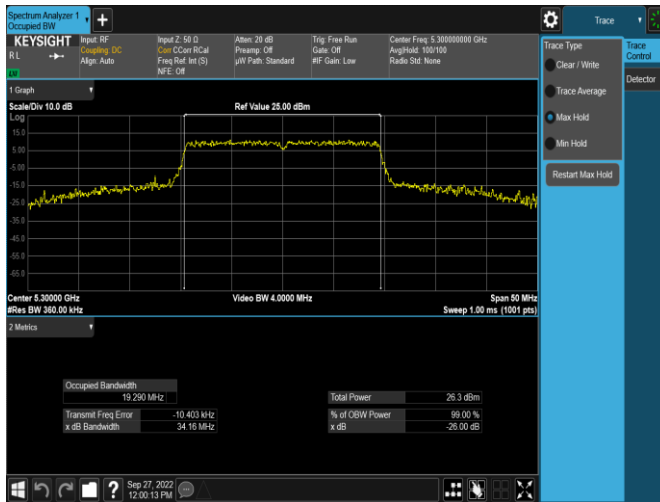 Spectrum Analyzer 1
Occupied BW
KEYSIGHT
R L
Input: RF
Coupling: DC
Align: Auto
Input Z: 50 Ω
Corr CCorr RCal
Freq Ref: Int (S)
NFE: Off
Atten: 20 dB
Preamp: Off
µW Path: Standard
Trig: Free Run
Gate: Off
#IF Gain: Low
Center Freq: 5.300000000 GHz
Avg|Hold: 100/100
Radio Std: None
1 Graph
Scale/Div 10.0 dB
Ref Value 25.00 dBm
Log
15.0
5.00
-5.00
-15.0
-25.0
-35.0
-45.0
-55.0
-65.0
Center 5.30000 GHz
#Res BW 360.00 kHz
Video BW 4.0000 MHz
Span 50 MHz
Sweep 1.00 ms (1001 pts)
2 Metrics
Occupied Bandwidth
19.290 MHz
Transmit Freq Error -10.403 kHz
x dB Bandwidth 34.16 MHz
Total Power 26.3 dBm
% of OBW Power 99.00 %
x dB -26.00 dB
Sep 27, 2022
12:00:13 PM
Trace
Trace Type
Clear / Write
Trace Average
Max Hold
Min Hold
Restart Max Hold
Trace
Control
Detector